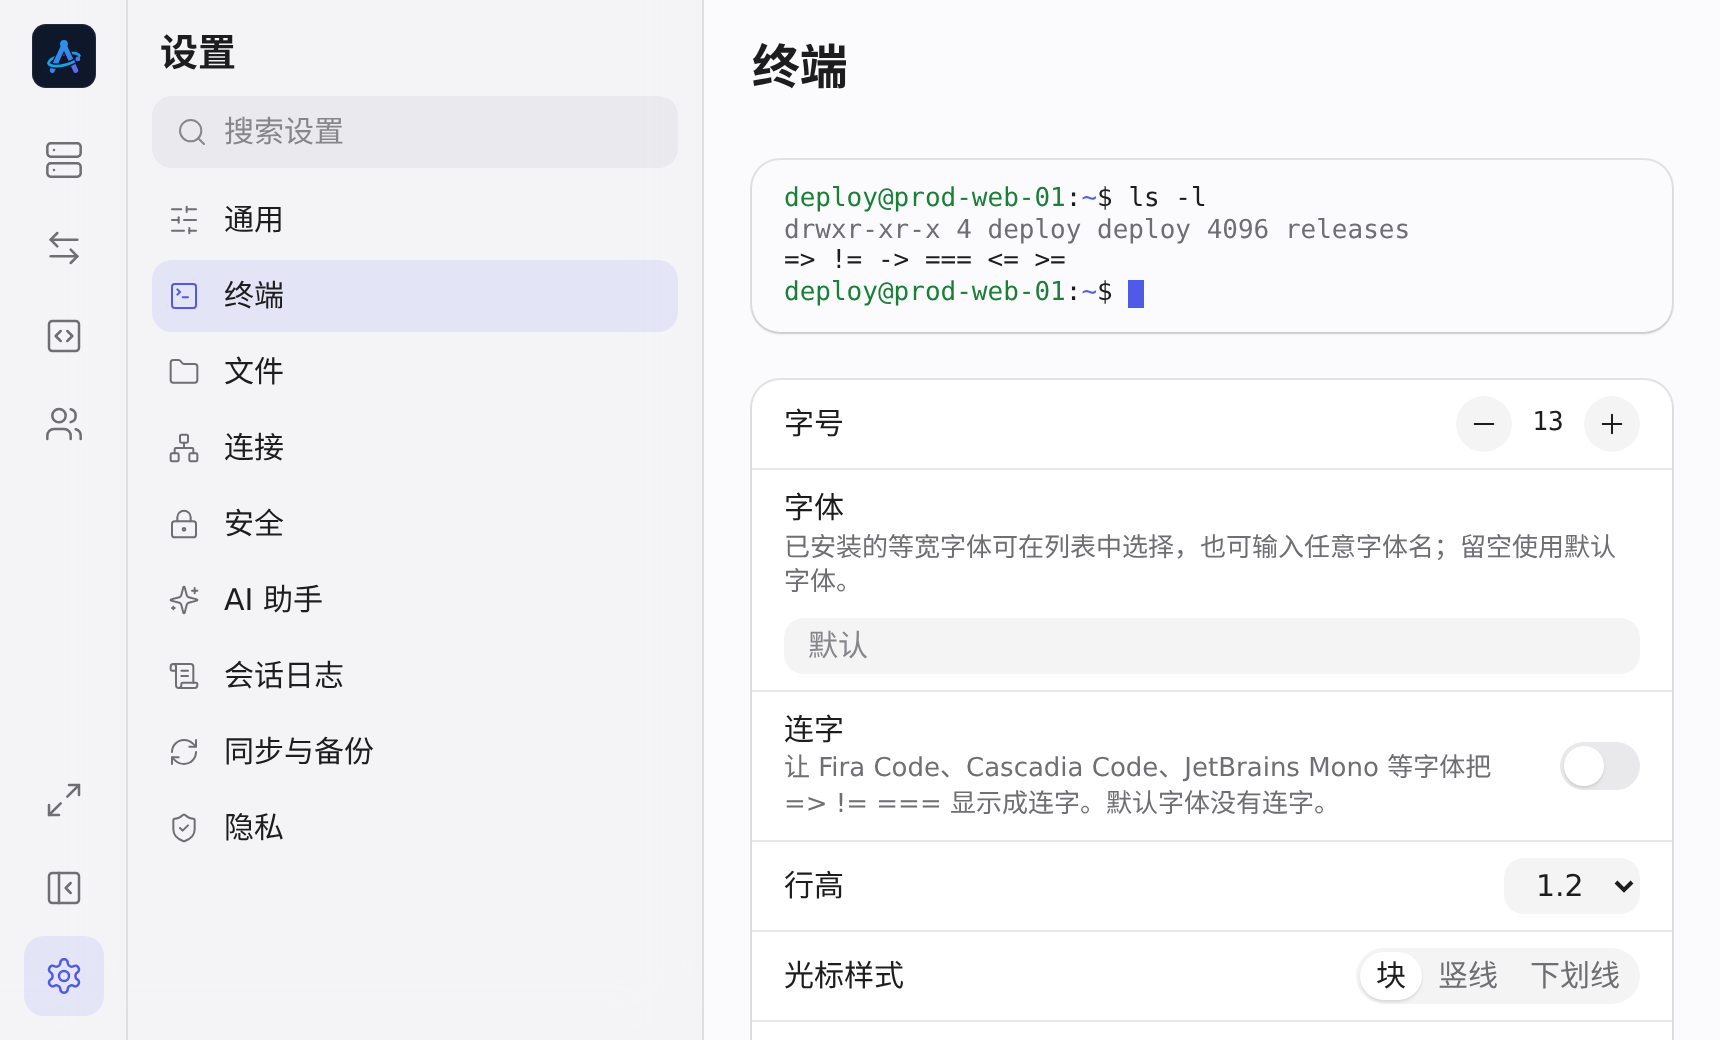 设置
搜索设置
通用
终端
文件
连接
安全
AI 助手
会话日志
同步与备份
隐私
终端
deploy@prod-web-01:~$ ls -l
drwxr-xr-x 4 deploy deploy 4096 releases
=> != -> === <= >=
deploy@prod-web-01:~$
字号
13
字体
已安装的等宽字体可在列表中选择，也可输入任意字体名；留空使用默认
字体。
默认
连字
让 Fira Code、Cascadia Code、JetBrains Mono 等字体把
=> != === 显示成连字。默认字体没有连字。
行高
1.2
光标样式
块 竖线 下划线